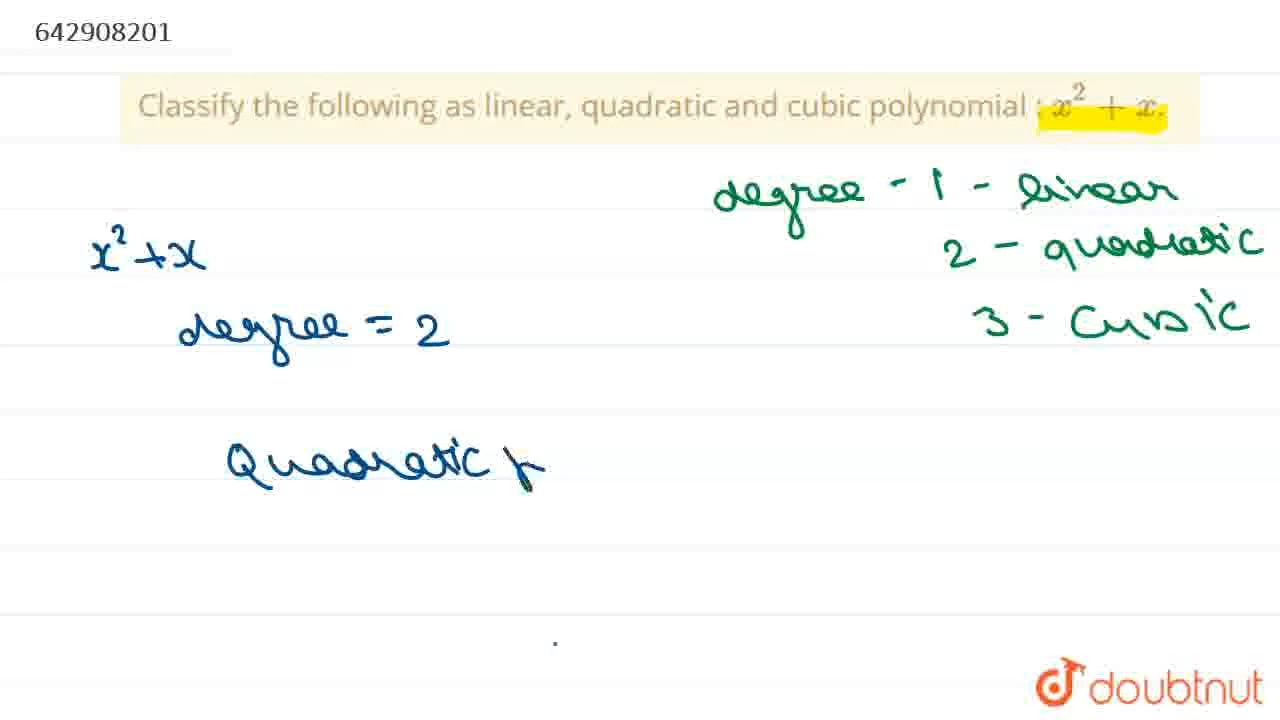 642908201
Classify the following as linear, quadratic and cubic polynomial : x² + x.
degree - 1 - linear
2 - quadratic
3 - Cubic
x² + x
degree = 2
Quadratic
doubtnut